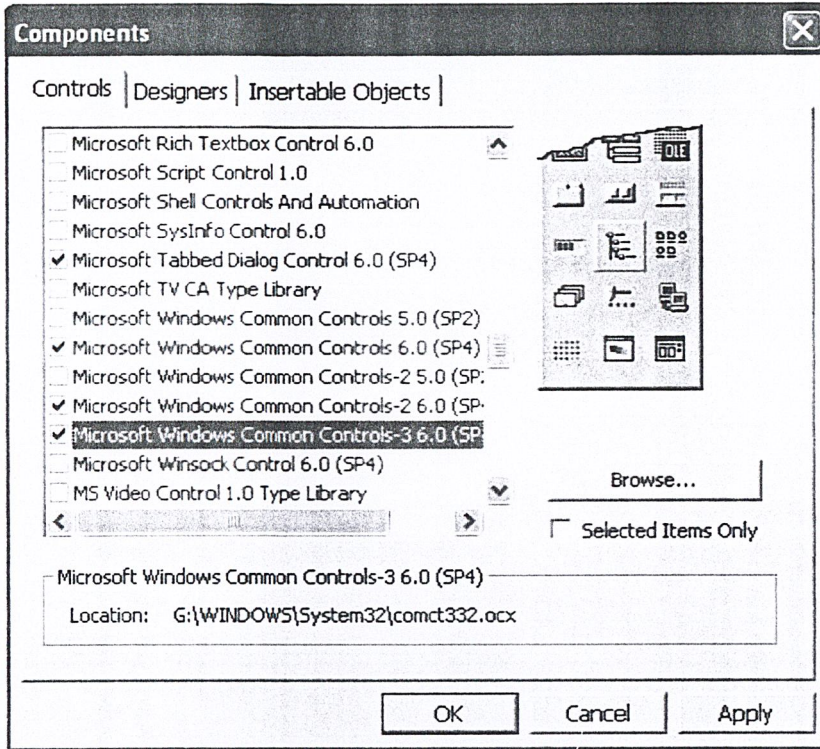 Components
Controls
Designers
Insertable Objects
Microsoft Rich Textbox Control 6.0
Microsoft Script Control 1.0
Microsoft Shell Controls And Automation
Microsoft SysInfo Control 6.0
Microsoft Tabbed Dialog Control 6.0 (SP4)
Microsoft TV CA Type Library
Microsoft Windows Common Controls 5.0 (SP2)
Microsoft Windows Common Controls 6.0 (SP4)
Microsoft Windows Common Controls-2 5.0 (SP
Microsoft Windows Common Controls-2 6.0 (SP
Microsoft Windows Common Controls-3 6.0 (SP
Microsoft Winsock Control 6.0 (SP4)
MS Video Control 1.0 Type Library
OLE
Browse...
Selected Items Only
Microsoft Windows Common Controls-3 6.0 (SP4)
Location: G:\WINDOWS\System32\comct332.ocx
OK
Cancel
Apply